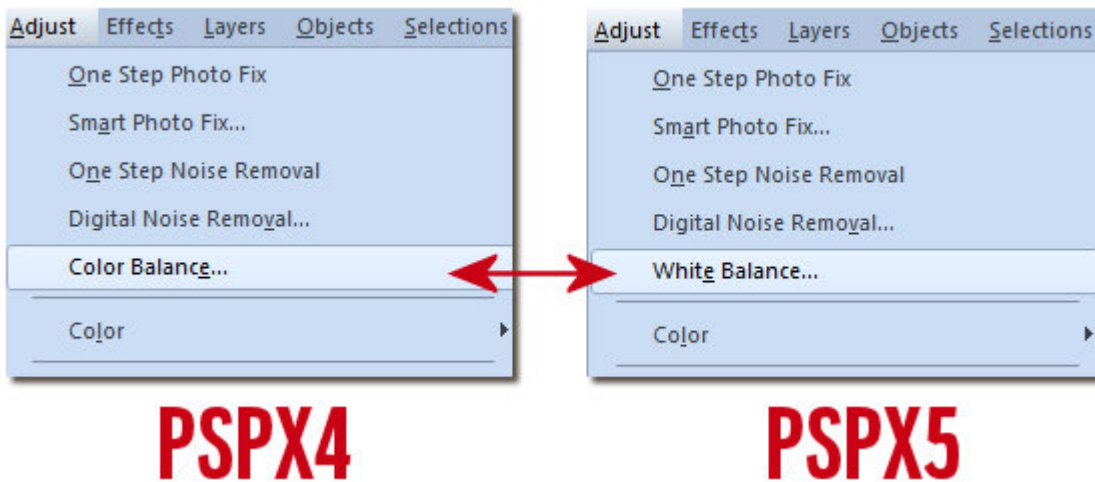 Adjust Effects Layers Objects Selections
One Step Photo Fix
Smart Photo Fix...
One Step Noise Removal
Digital Noise Removal...
Color Balance...
Color
PSPX4
Adjust Effects Layers Objects Selections
One Step Photo Fix
Smart Photo Fix...
One Step Noise Removal
Digital Noise Removal...
White Balance...
Color
PSPX5